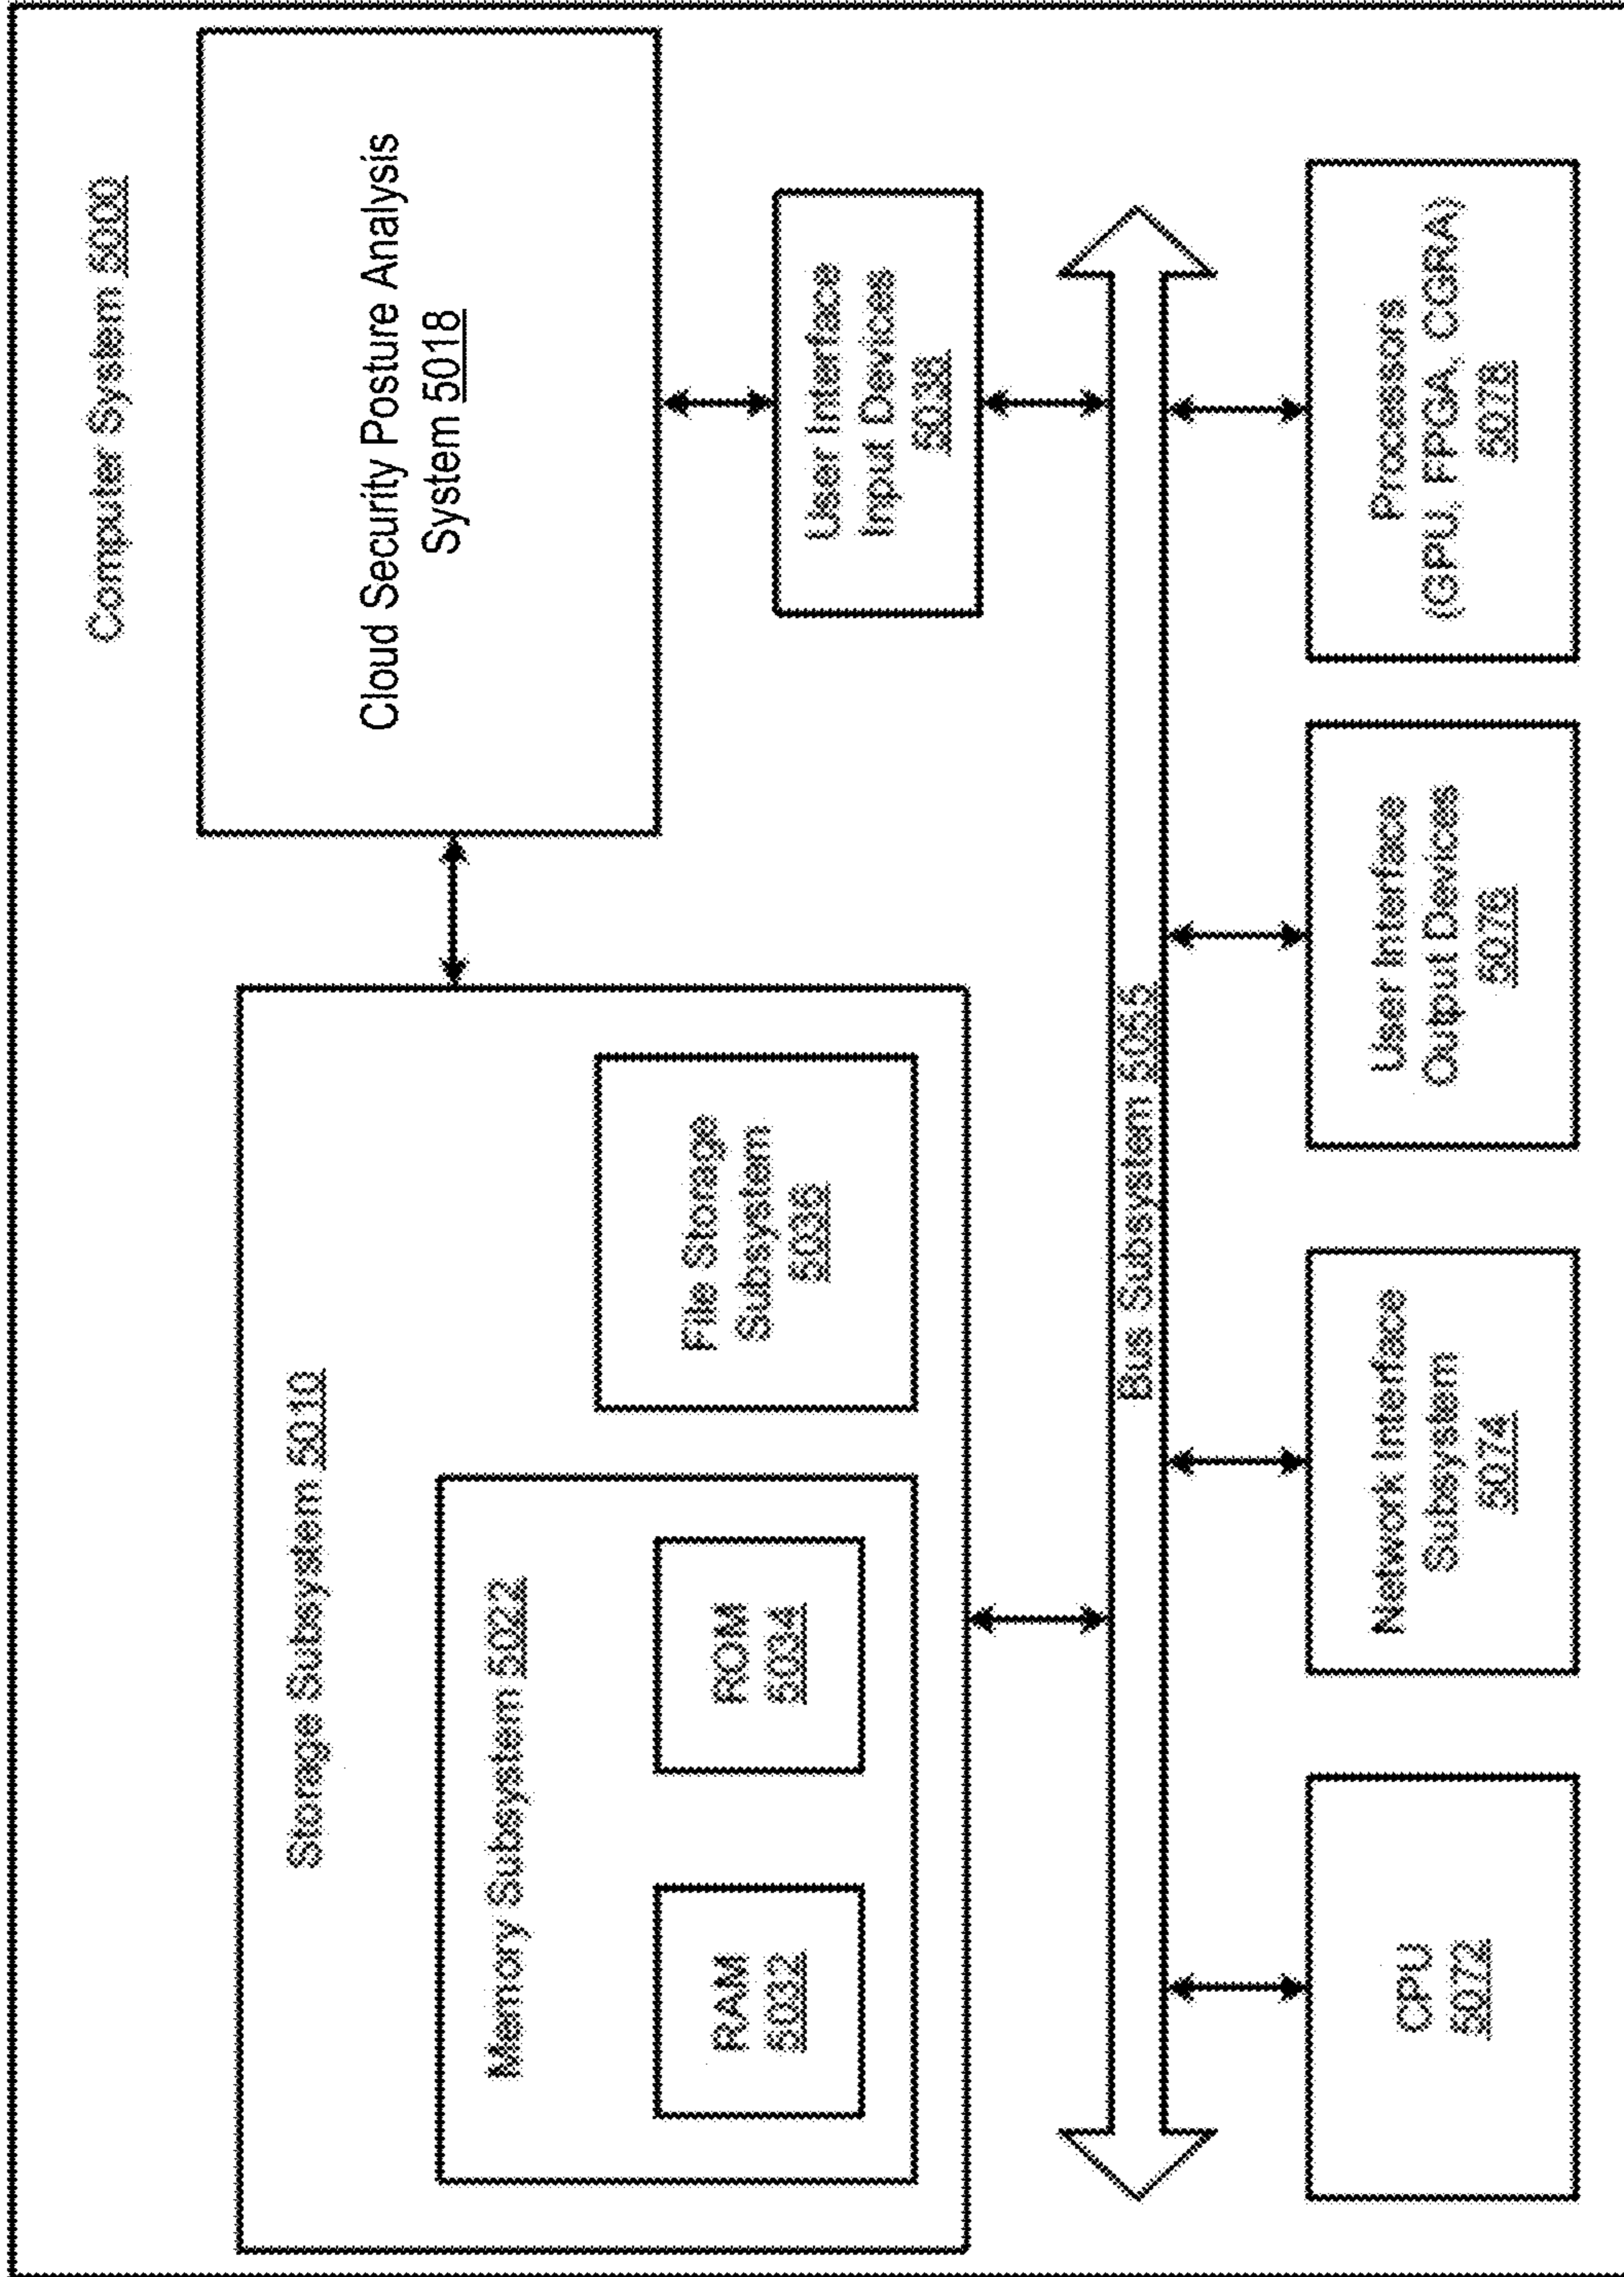 Computer System 5000
Storage Subsystem 5010
Cloud Security Posture Analysis
System 5018
Memory Subsystem 5022
RAM
5032
ROM
5034
File Storage
Subsystem
5036
User Interface
Input Devices
5038
Bus Subsystem 5055
CPU
5072
Network Interface
Subsystem
5074
User Interface
Output Devices
5076
Processors
(GPU, FPGA, CGRA)
5078